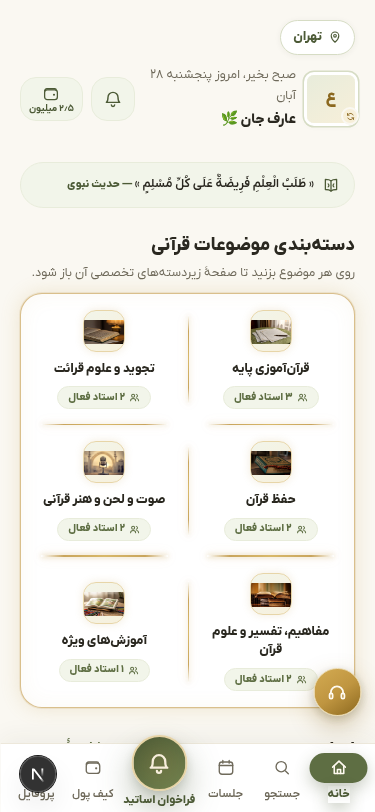 تهران
صبح بخیر، امروز پنجشنبه ۲۸
آبان
عارف جان
ع
۲٫۵ میلیون
« طَلَبُ الْعِلْمِ فَرِيضَةٌ عَلَى كُلِّ مُسْلِمٍ » — حدیث نبوی
دسته‌بندی موضوعات قرآنی
روی هر موضوع بزنید تا صفحهٔ زیردسته‌های تخصصی آن باز شود.
قرآن‌آموزی پایه
۳ استاد فعال
تجوید و علوم قرائت
۲ استاد فعال
حفظ قرآن
۲ استاد فعال
صوت و لحن و هنر قرآنی
۲ استاد فعال
مفاهیم، تفسیر و علوم
قرآن
۲ استاد فعال
آموزش‌های ویژه
۱ استاد فعال
خانه
جستجو
جلسات
فراخوان اساتید
کیف پول
پروفایل
N